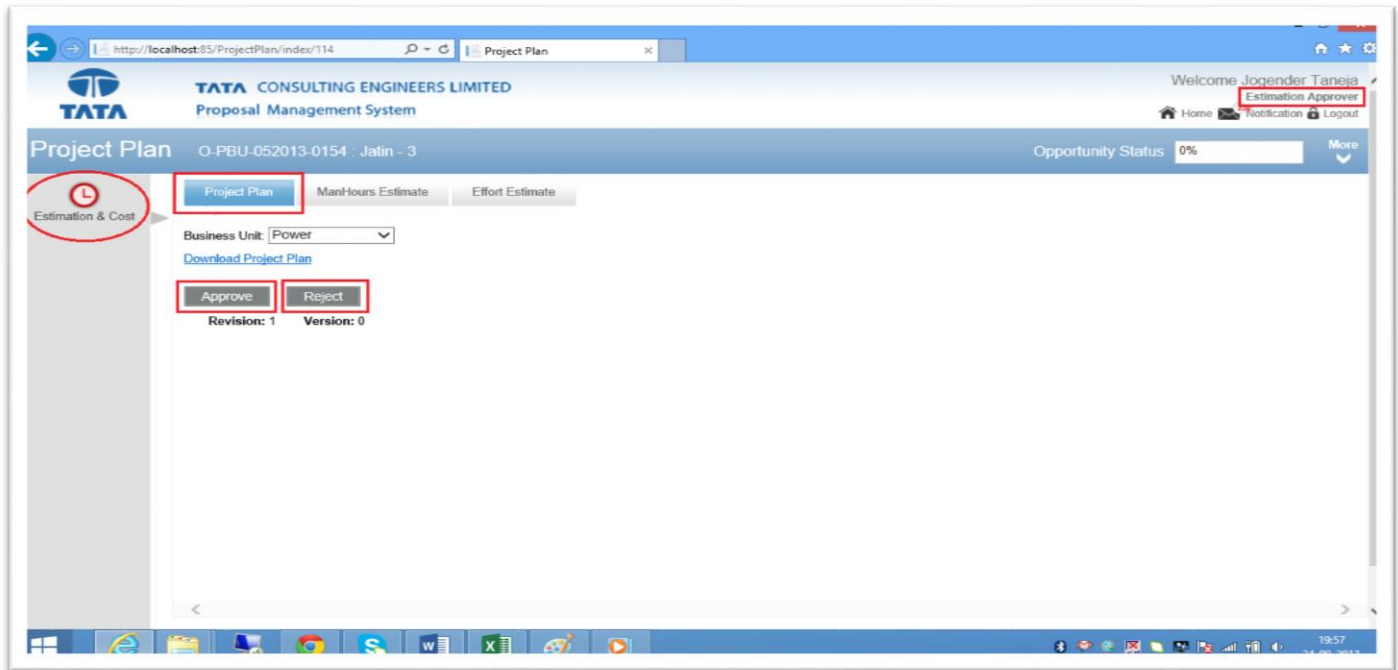 http://localhost:85/ProjectPlan/index/114
Project Plan
TATA
TATA CONSULTING ENGINEERS LIMITED
Proposal Management System
Welcome Jogender Taneja
Estimation Approver
Home Notification Logout
Project Plan O-PBU-052013-0154 : Jatin - 3 Opportunity Status 0% More
Estimation & Cost
Project Plan ManHours Estimate Effort Estimate
Business Unit: Power
Download Project Plan
Approve Reject
Revision: 1 Version: 0
19:57